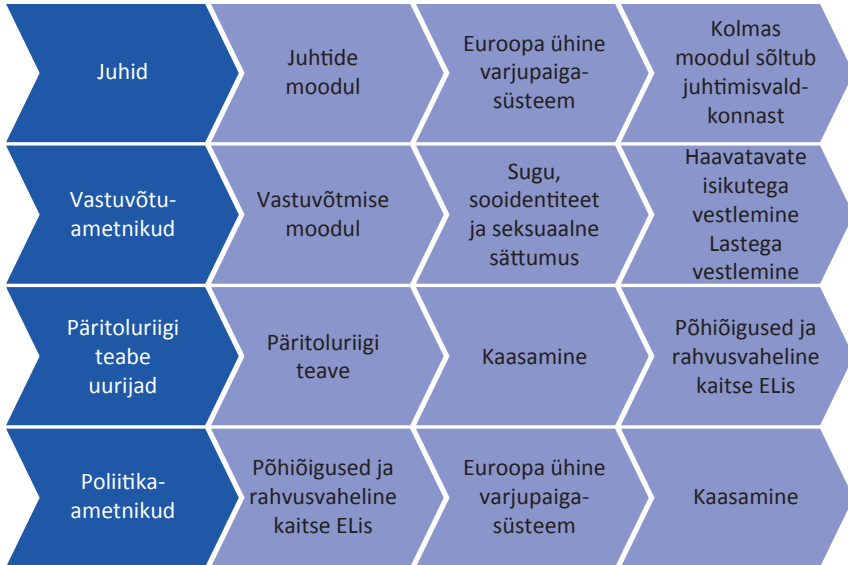 Juhid
Juhtide
moodul
Euroopa ühine
varjupaiga-
süsteem
Kolmas
moodul sõltub
juhtimisvald-
konnast
Vastuvõtu-
ametnikud
Vastuvõtmise
moodul
Sugu,
sooidentiteet
ja seksuaalne
sättumus
Haavatavate
isikutega
vestlemine
Lastega
vestlemine
Päritoluriigi
teabe
uurijad
Päritoluriigi
teave
Kaasamine
Põhiõigused ja
rahvusvaheline
kaitse ELis
Poliitika-
ametnikud
Põhiõigused ja
rahvusvaheline
kaitse ELis
Euroopa ühine
varjupaiga-
süsteem
Kaasamine